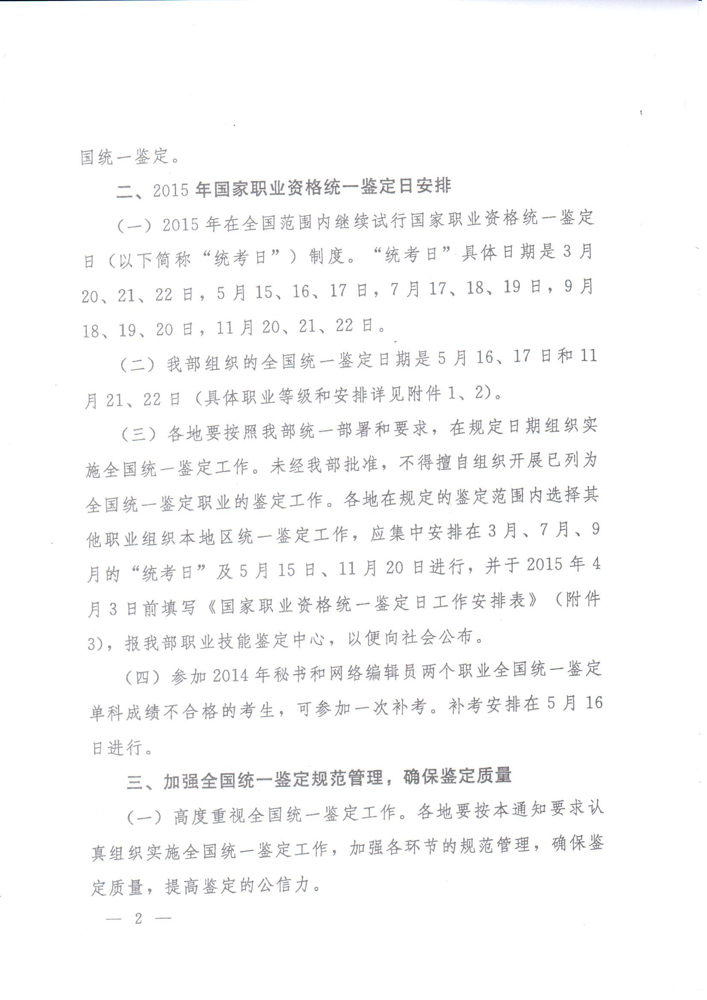 国统一鉴定。
二、2015年国家职业资格统一鉴定日安排
（一）2015年在全国范围内继续试行国家职业资格统一鉴定
日（以下简称“统考日”）制度。“统考日”具体日期是3月
20、21、22日，5月15、16、17日，7月17、18、19日，9月
18、19、20日，11月20、21、22日。
（二）我部组织的全国统一鉴定日期是5月16、17日和11
月21、22日（具体职业等级和安排详见附件1、2）。
（三）各地要按照我部统一部署和要求，在规定日期组织实
施全国统一鉴定工作。未经我部批准，不得擅自组织开展已列为
全国统一鉴定职业的鉴定工作。各地在规定的鉴定范围内选择其
他职业组织本地区统一鉴定工作，应集中安排在3月、7月、9
月的“统考日”及5月15日、11月20日进行，并于2015年4
月3日前填写《国家职业资格统一鉴定日工作安排表》（附件
3），报我部职业技能鉴定中心，以便向社会公布。
（四）参加2014年秘书和网络编辑员两个职业全国统一鉴定
单科成绩不合格的考生，可参加一次补考。补考安排在5月16
日进行。
三、加强全国统一鉴定规范管理，确保鉴定质量
（一）高度重视全国统一鉴定工作。各地要按本通知要求认
真组织实施全国统一鉴定工作，加强各环节的规范管理，确保鉴
定质量，提高鉴定的公信力。
— 2 —